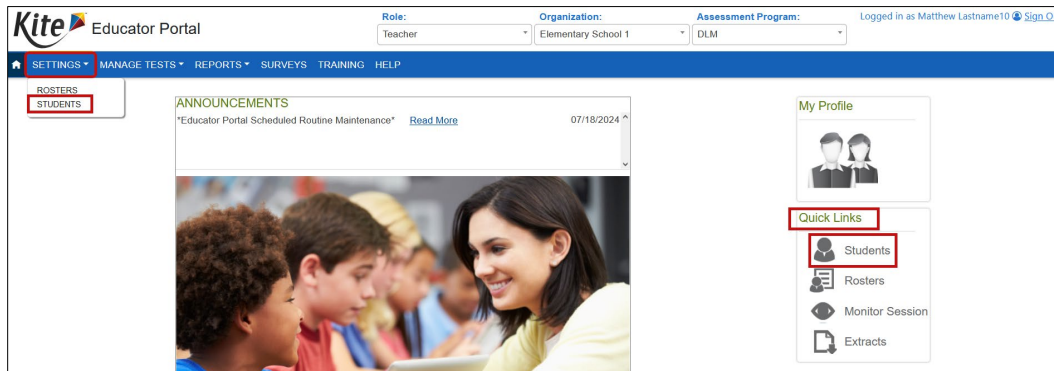 Kite Educator Portal
Role: Organization: Assessment Program: Logged in as Matthew Lastname10 Sign O
Teacher Elementary School 1 DLM
SETTINGS MANAGE TESTS REPORTS SURVEYS TRAINING HELP
ROSTERS
STUDENTS
ANNOUNCEMENTS
*Educator Portal Scheduled Routine Maintenance* Read More 07/18/2024
My Profile
Quick Links
Students
Rosters
Monitor Session
Extracts